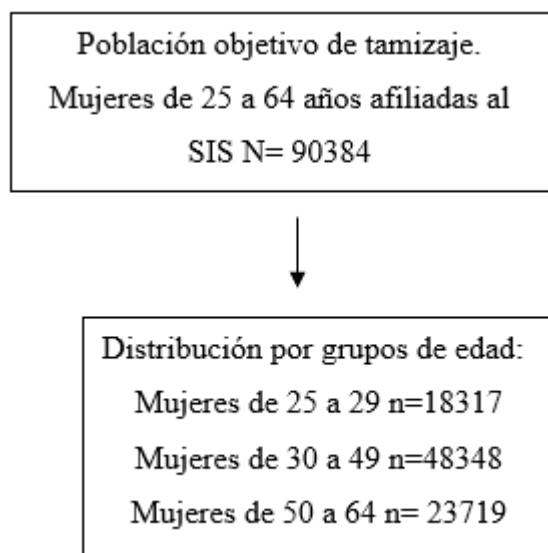 Población objetivo de tamizaje.
Mujeres de 25 a 64 años afiliadas al
SIS N= 90384
Distribución por grupos de edad:
Mujeres de 25 a 29 n=18317
Mujeres de 30 a 49 n=48348
Mujeres de 50 a 64 n= 23719